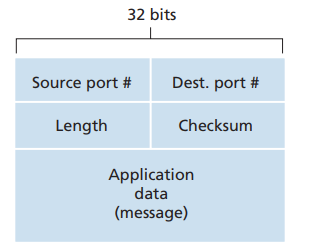 32 bits
Source port #
Dest. port #
Length
Checksum
Application
data
(message)